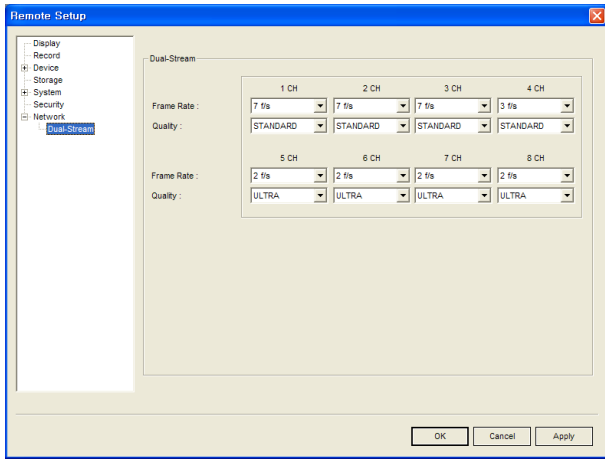 Remote Setup
Display
Record
Device
Storage
System
Security
Network
Dual-Stream
Dual-Stream
1 CH 2 CH 3 CH 4 CH
Frame Rate : 7 f/s 7 f/s 7 f/s 3 f/s
Quality : STANDARD STANDARD STANDARD STANDARD
5 CH 6 CH 7 CH 8 CH
Frame Rate : 2 f/s 2 f/s 2 f/s 2 f/s
Quality : ULTRA ULTRA ULTRA ULTRA
OK Cancel Apply